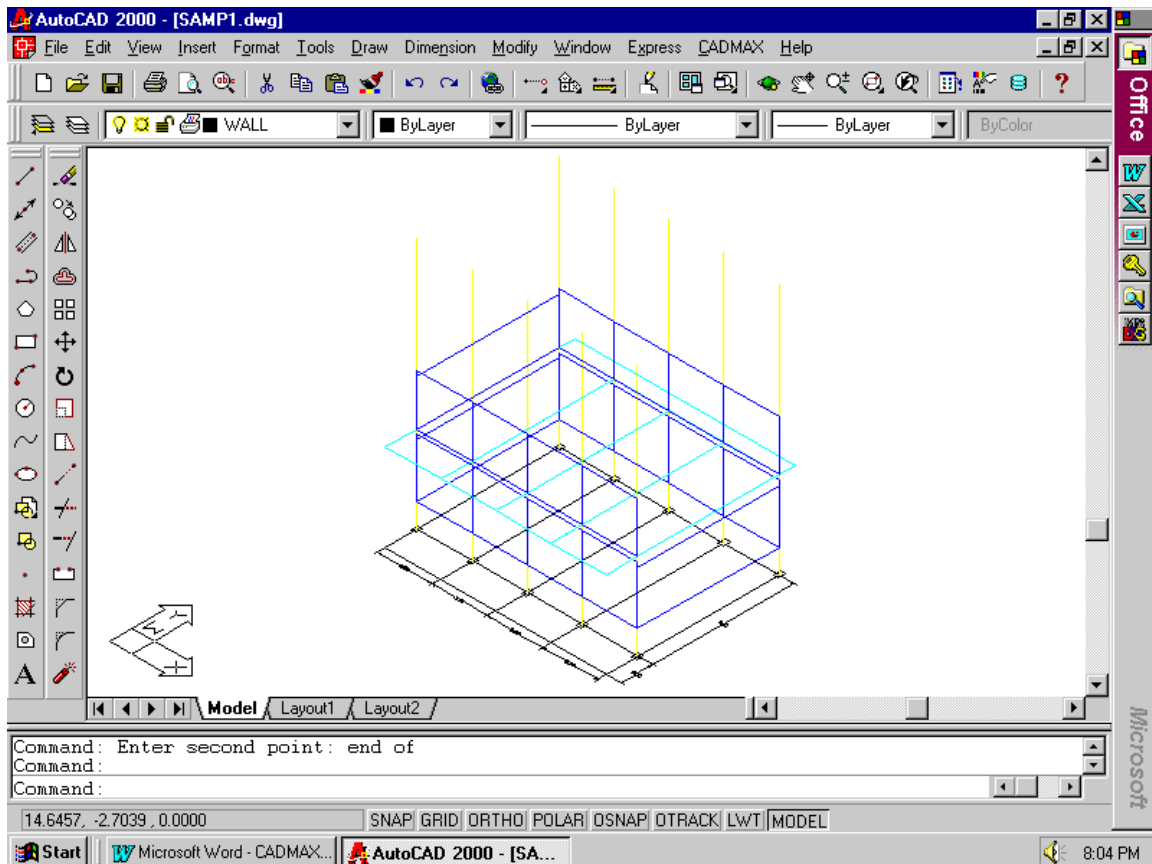 AutoCAD 2000 - [SAMP1.dwg]
File Edit View Insert Format Tools Draw Dimension Modify Window Express CADMAX Help
WALL ByLayer ByLayer ByLayer ByColor
Office
A
Model Layout1 Layout2
Command: Enter second point: end of
Command:
Command:
Microsoft
14.6457, -2.7039 , 0.0000 SNAP GRID ORTHO POLAR OSNAP OTRACK LWT MODEL
Start Microsoft Word - CADMAX... AutoCAD 2000 - [SA... 8:04 PM